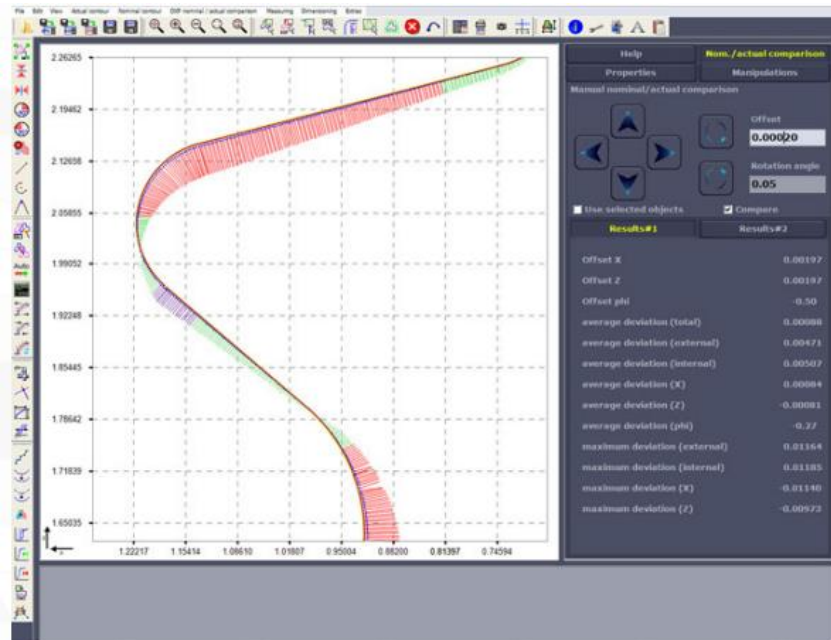 File Edit View Actual contour Nominal contour DXF nominal / actual comparison Measuring Dimensioning Extras
Help Nom./actual comparison
Properties Manipulations
Manual nominal/actual comparison
Offset
0.00020
Rotation angle
0.05
Use selected objects Compare
Results#1 Results#2
Offset X 0.00197
Offset Z 0.00197
Offset phi -0.50
average deviation (total) 0.00088
average deviation (external) 0.00471
average deviation (internal) 0.00507
average deviation (X) 0.00084
average deviation (Z) -0.00081
average deviation (phi) -0.27
maximum deviation (external) 0.01164
maximum deviation (internal) 0.01185
maximum deviation (X) -0.01140
maximum deviation (Z) -0.00972
Auto
2.26265
2.19462
2.12658
2.05855
1.99052
1.92248
1.85445
1.78642
1.71839
1.65035
1.22217 1.15414 1.08610 1.01807 0.95004 0.88200 0.81397 0.74594